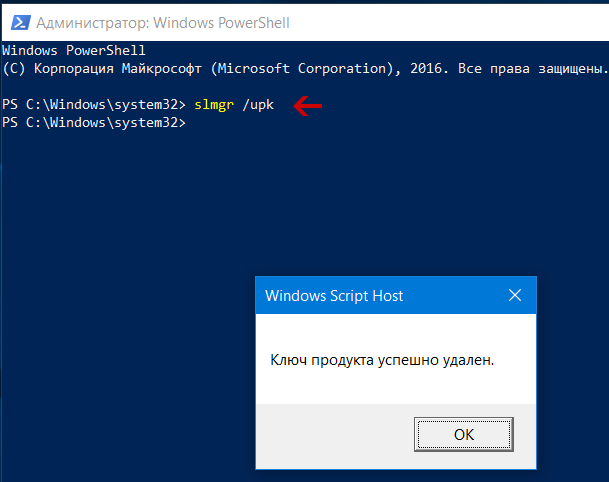 Администратор: Windows PowerShell
Windows PowerShell
(C) Корпорация Майкрософт (Microsoft Corporation), 2016. Все права защищены.
PS C:\Windows\system32> slmgr /upk
PS C:\Windows\system32>
Windows Script Host
Ключ продукта успешно удален.
OK